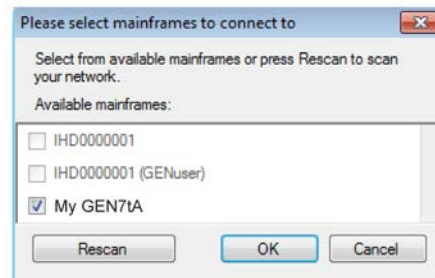 Please select mainframes to connect to
Select from available mainframes or press Rescan to scan
your network.
Available mainframes:
IHD0000001
IHD0000001 (GENuser)
My GEN7tA
Rescan
OK
Cancel